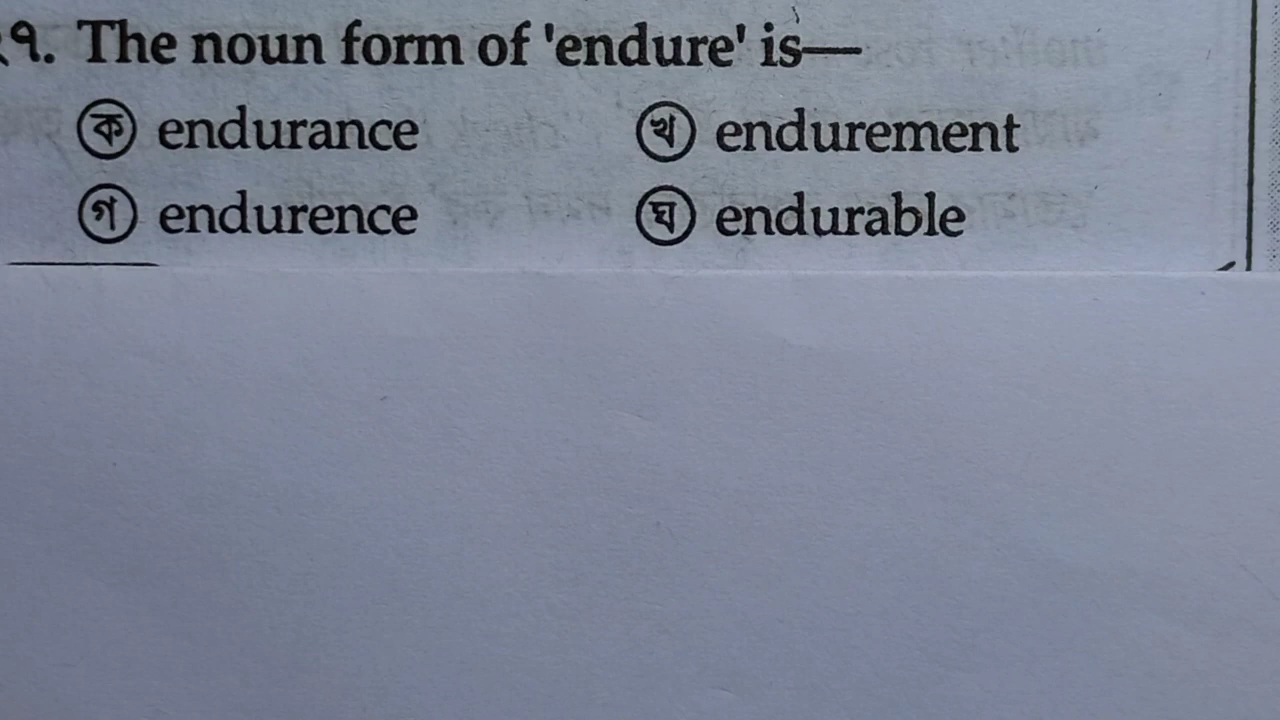 ৭. The noun form of 'endure' is—
ক endurance খ endurement
গ endurence ঘ endurable